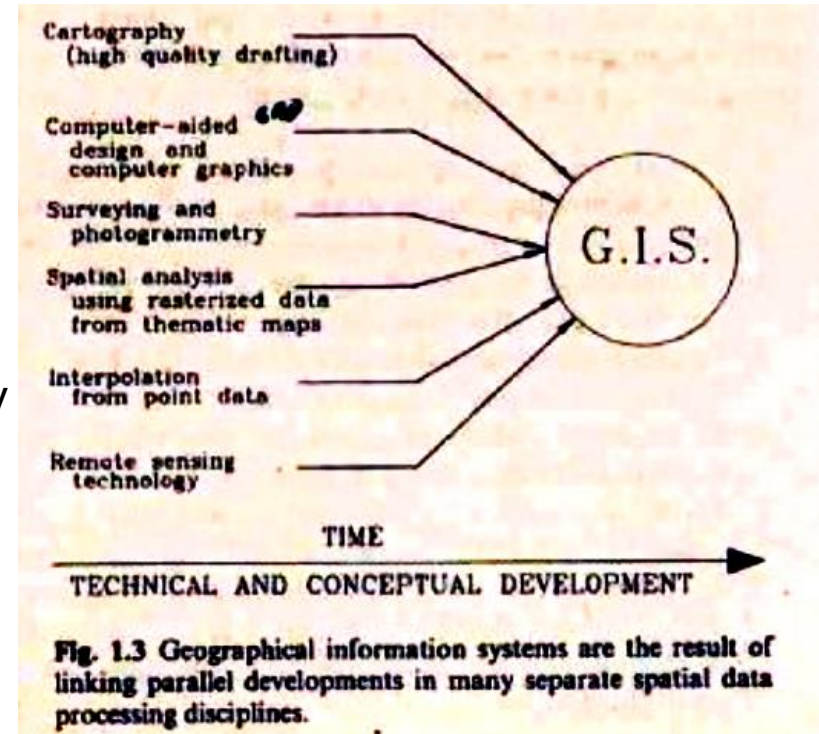 Cartography
(high quality drafting)
Computer-aided
design and
computer graphics
Surveying and
photogrammetry
Spatial analysis
using rasterized data
from thematic maps
Interpolation
from point data
Remote sensing
technology
G.I.S.
y
TIME
TECHNICAL AND CONCEPTUAL DEVELOPMENT
Fig. 1.3 Geographical information systems are the result of
linking parallel developments in many separate spatial data
processing disciplines.